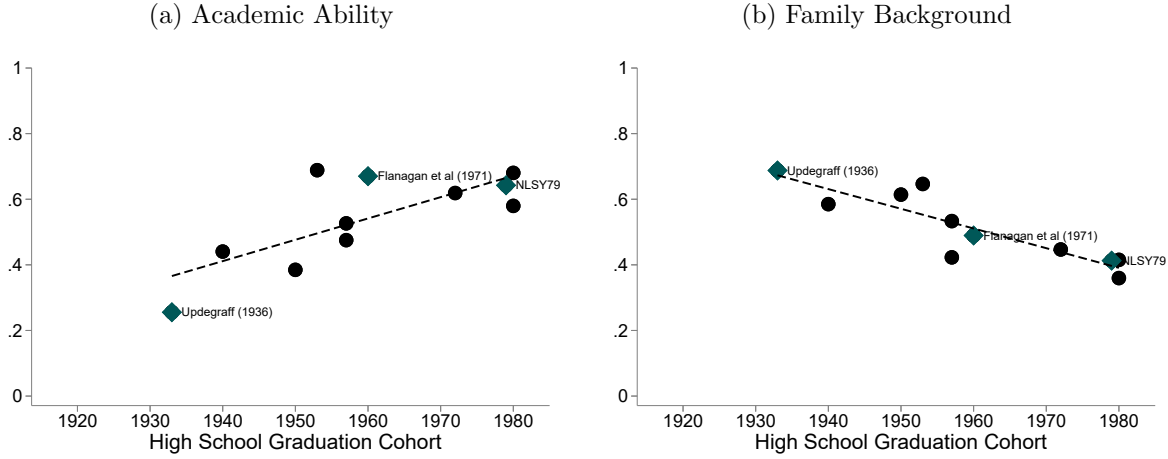 (a) Academic Ability
1
.8
.6
.4
.2
0
Flanagan et al (1971)
NLSY79
Updegraff (1936)
1920 1930 1940 1950 1960 1970 1980
High School Graduation Cohort
(b) Family Background
1
.8
.6
.4
.2
0
Updegraff (1936)
Flanagan et al (1971)
NLSY79
1920 1930 1940 1950 1960 1970 1980
High School Graduation Cohort